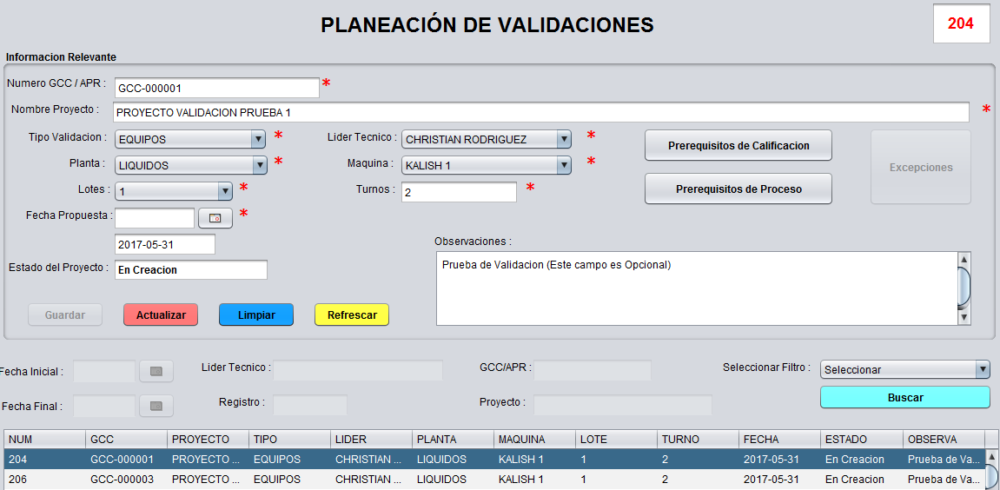 PLANEACIÓN DE VALIDACIONES
204
Informacion Relevante
Numero GCC / APR : GCC-000001 *
Nombre Proyecto : PROYECTO VALIDACION PRUEBA 1 *
Tipo Validacion : EQUIPOS * Lider Tecnico : CHRISTIAN RODRIGUEZ * Prerequisitos de Calificacion Excepciones
Planta : LIQUIDOS * Maquina : KALISH 1 *
Lotes : 1 * Turnos : 2 * Prerequisitos de Proceso
Fecha Propuesta : *
2017-05-31 Observaciones :
Estado del Proyecto : En Creacion Prueba de Validacion (Este campo es Opcional)
Guardar Actualizar Limpiar Refrescar
Fecha Inicial : Lider Tecnico : GCC/APR : Seleccionar Filtro : Seleccionar
Fecha Final : Registro : Proyecto : Buscar
NUM GCC PROYECTO TIPO LIDER PLANTA MAQUINA LOTE TURNO FECHA ESTADO OBSERVA
204 GCC-000001 PROYECTO ... EQUIPOS CHRISTIAN ... LIQUIDOS KALISH 1 1 2 2017-05-31 En Creacion Prueba de Va...
206 GCC-000003 PROYECTO ... EQUIPOS CHRISTIAN ... LIQUIDOS KALISH 1 1 2 2017-05-31 En Creacion Prueba de Va...